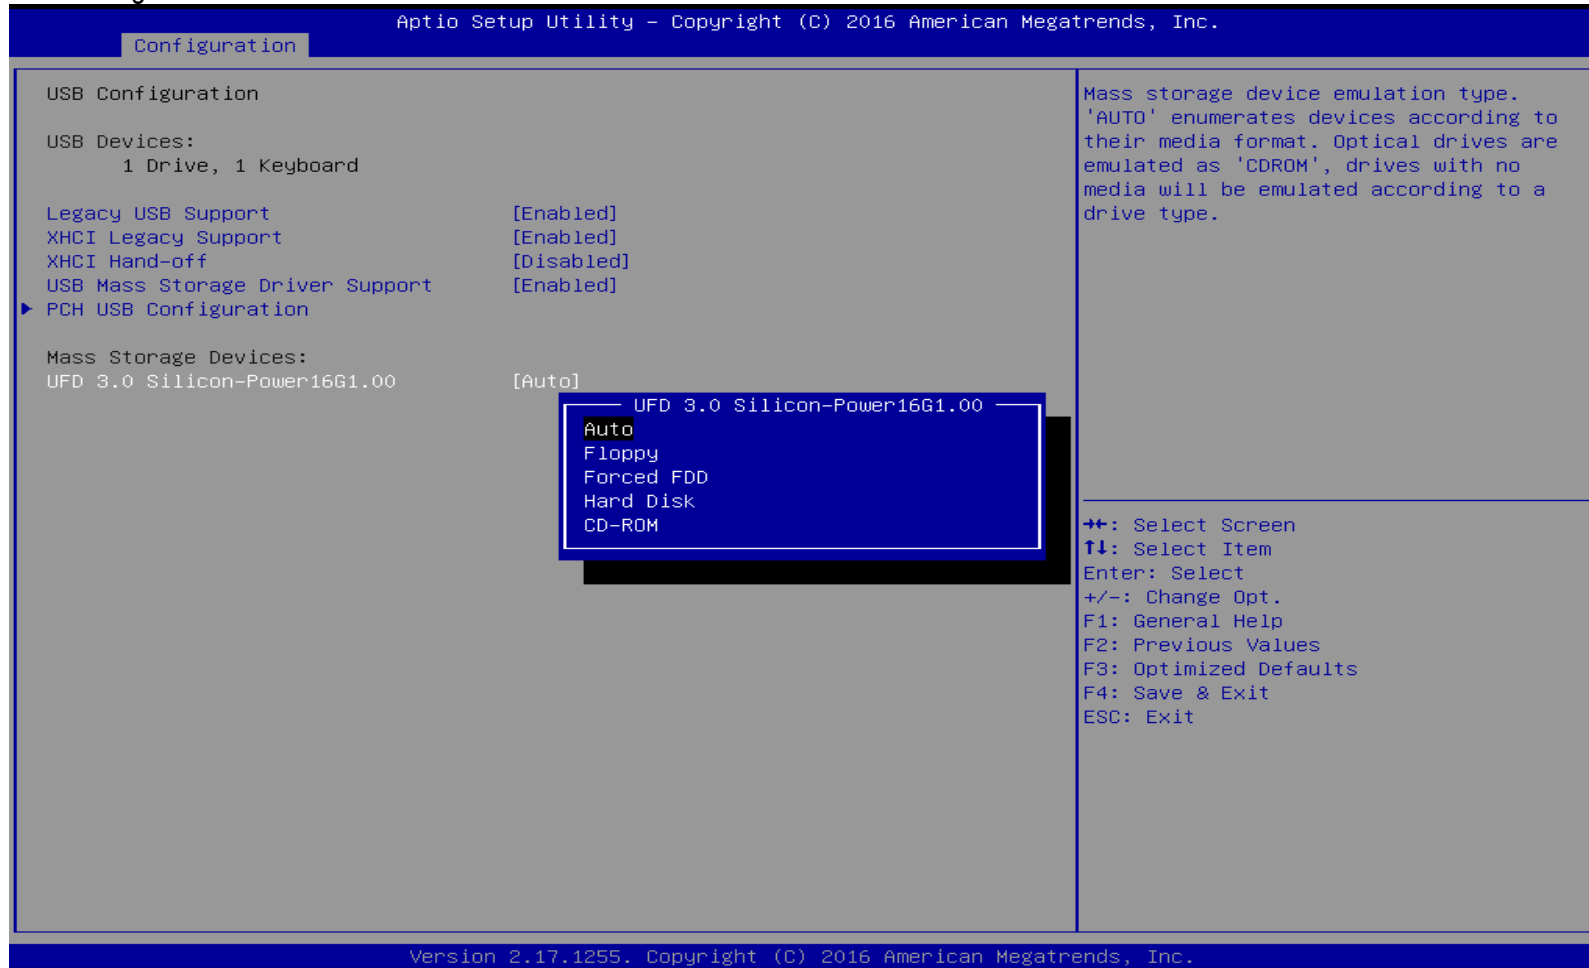 Aptio Setup Utility – Copyright (C) 2016 American Megatrends, Inc.
Configuration
USB Configuration
USB Devices:
1 Drive, 1 Keyboard
Legacy USB Support [Enabled]
XHCI Legacy Support [Enabled]
XHCI Hand-off [Disabled]
USB Mass Storage Driver Support [Enabled]
PCH USB Configuration
Mass Storage Devices:
UFD 3.0 Silicon-Power16G1.00 [Auto]
UFD 3.0 Silicon-Power16G1.00
Auto
Floppy
Forced FDD
Hard Disk
CD-ROM
Mass storage device emulation type.
'AUTO' enumerates devices according to
their media format. Optical drives are
emulated as 'CDROM', drives with no
media will be emulated according to a
drive type.
→←: Select Screen
↑↓: Select Item
Enter: Select
+/-: Change Opt.
F1: General Help
F2: Previous Values
F3: Optimized Defaults
F4: Save & Exit
ESC: Exit
Version 2.17.1255. Copyright (C) 2016 American Megatrends, Inc.